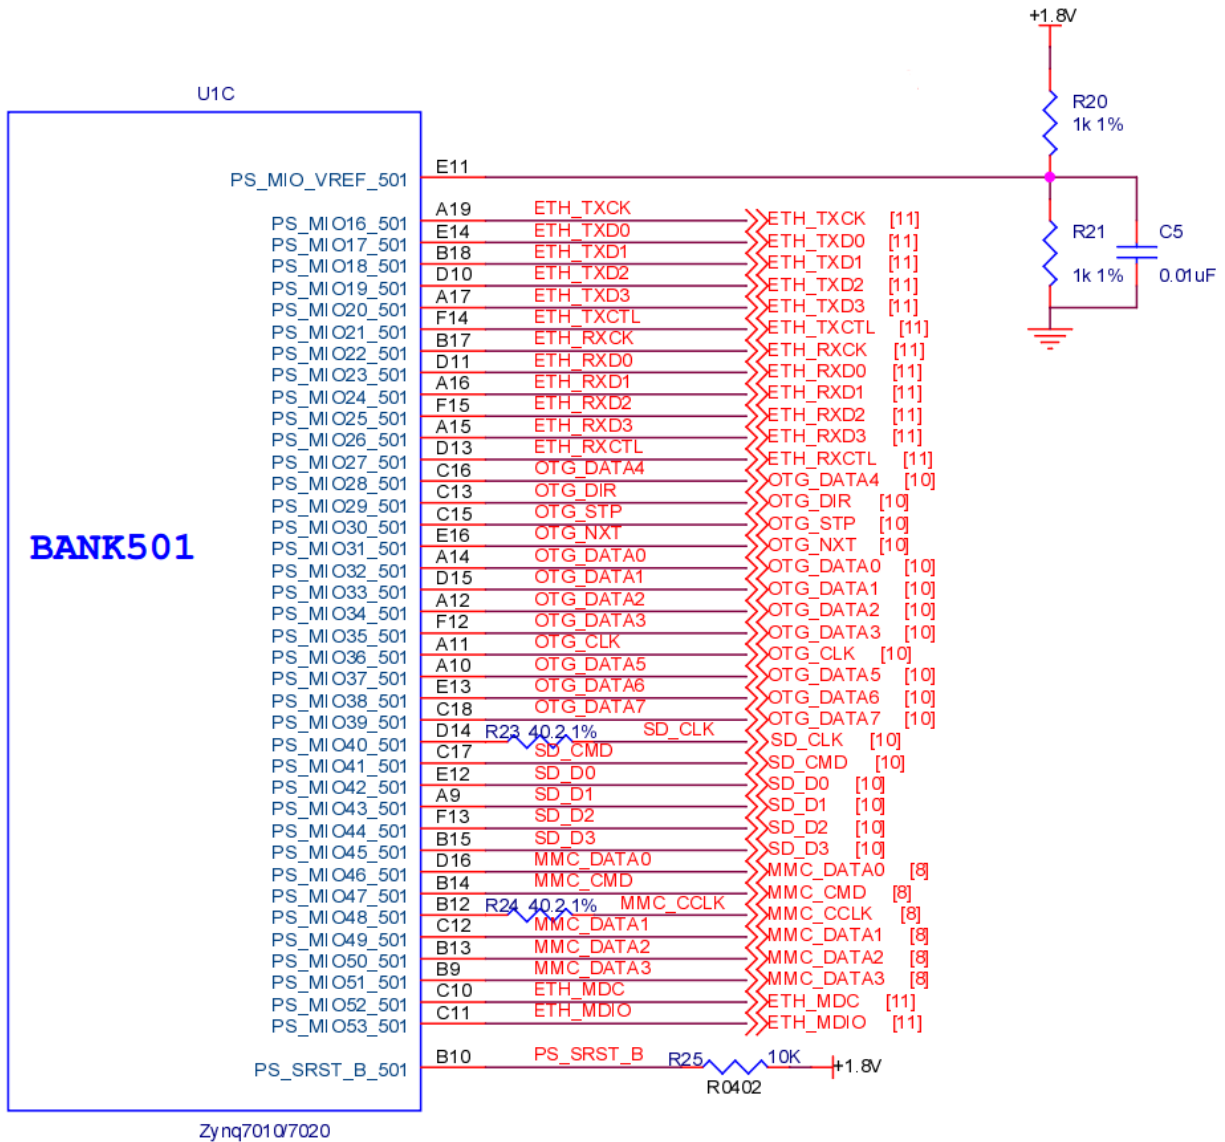 +1.8V
U1C
R20
1k 1%
PS_MIO_VREF_501 E11
R21
1k 1%
C5
0.01uF
PS_MIO16_501 A19 ETH_TXCK ETH_TXCK [11]
PS_MIO17_501 E14 ETH_TXD0 ETH_TXD0 [11]
PS_MIO18_501 B18 ETH_TXD1 ETH_TXD1 [11]
PS_MIO19_501 D10 ETH_TXD2 ETH_TXD2 [11]
PS_MIO20_501 A17 ETH_TXD3 ETH_TXD3 [11]
PS_MIO21_501 F14 ETH_TXCTL ETH_TXCTL [11]
PS_MIO22_501 B17 ETH_RXCK ETH_RXCK [11]
PS_MIO23_501 D11 ETH_RXD0 ETH_RXD0 [11]
PS_MIO24_501 A16 ETH_RXD1 ETH_RXD1 [11]
PS_MIO25_501 F15 ETH_RXD2 ETH_RXD2 [11]
PS_MIO26_501 A15 ETH_RXD3 ETH_RXD3 [11]
PS_MIO27_501 D13 ETH_RXCTL ETH_RXCTL [11]
PS_MIO28_501 C16 OTG_DATA4 OTG_DATA4 [10]
PS_MIO29_501 C13 OTG_DIR OTG_DIR [10]
PS_MIO30_501 C15 OTG_STP OTG_STP [10]
PS_MIO31_501 E16 OTG_NXT OTG_NXT [10]
BANK501
PS_MIO32_501 A14 OTG_DATA0 OTG_DATA0 [10]
PS_MIO33_501 D15 OTG_DATA1 OTG_DATA1 [10]
PS_MIO34_501 A12 OTG_DATA2 OTG_DATA2 [10]
PS_MIO35_501 F12 OTG_DATA3 OTG_DATA3 [10]
PS_MIO36_501 A11 OTG_CLK OTG_CLK [10]
PS_MIO37_501 A10 OTG_DATA5 OTG_DATA5 [10]
PS_MIO38_501 E13 OTG_DATA6 OTG_DATA6 [10]
PS_MIO39_501 C18 OTG_DATA7 OTG_DATA7 [10]
PS_MIO40_501 D14 R23 40.2 1% SD_CLK SD_CLK [10]
PS_MIO41_501 C17 SD_CMD SD_CMD [10]
PS_MIO42_501 E12 SD_D0 SD_D0 [10]
PS_MIO43_501 A9 SD_D1 SD_D1 [10]
PS_MIO44_501 F13 SD_D2 SD_D2 [10]
PS_MIO45_501 B15 SD_D3 SD_D3 [10]
PS_MIO46_501 D16 MMC_DATA0 MMC_DATA0 [8]
PS_MIO47_501 B14 MMC_CMD MMC_CMD [8]
PS_MIO48_501 B12 R24 40.2 1% MMC_CCLK MMC_CCLK [8]
PS_MIO49_501 C12 MMC_DATA1 MMC_DATA1 [8]
PS_MIO50_501 B13 MMC_DATA2 MMC_DATA2 [8]
PS_MIO51_501 B9 MMC_DATA3 MMC_DATA3 [8]
PS_MIO52_501 C10 ETH_MDC ETH_MDC [11]
PS_MIO53_501 C11 ETH_MDIO ETH_MDIO [11]
PS_SRST_B_501 B10 PS_SRST_B R25 10K +1.8V
R0402
Zynq7010/7020